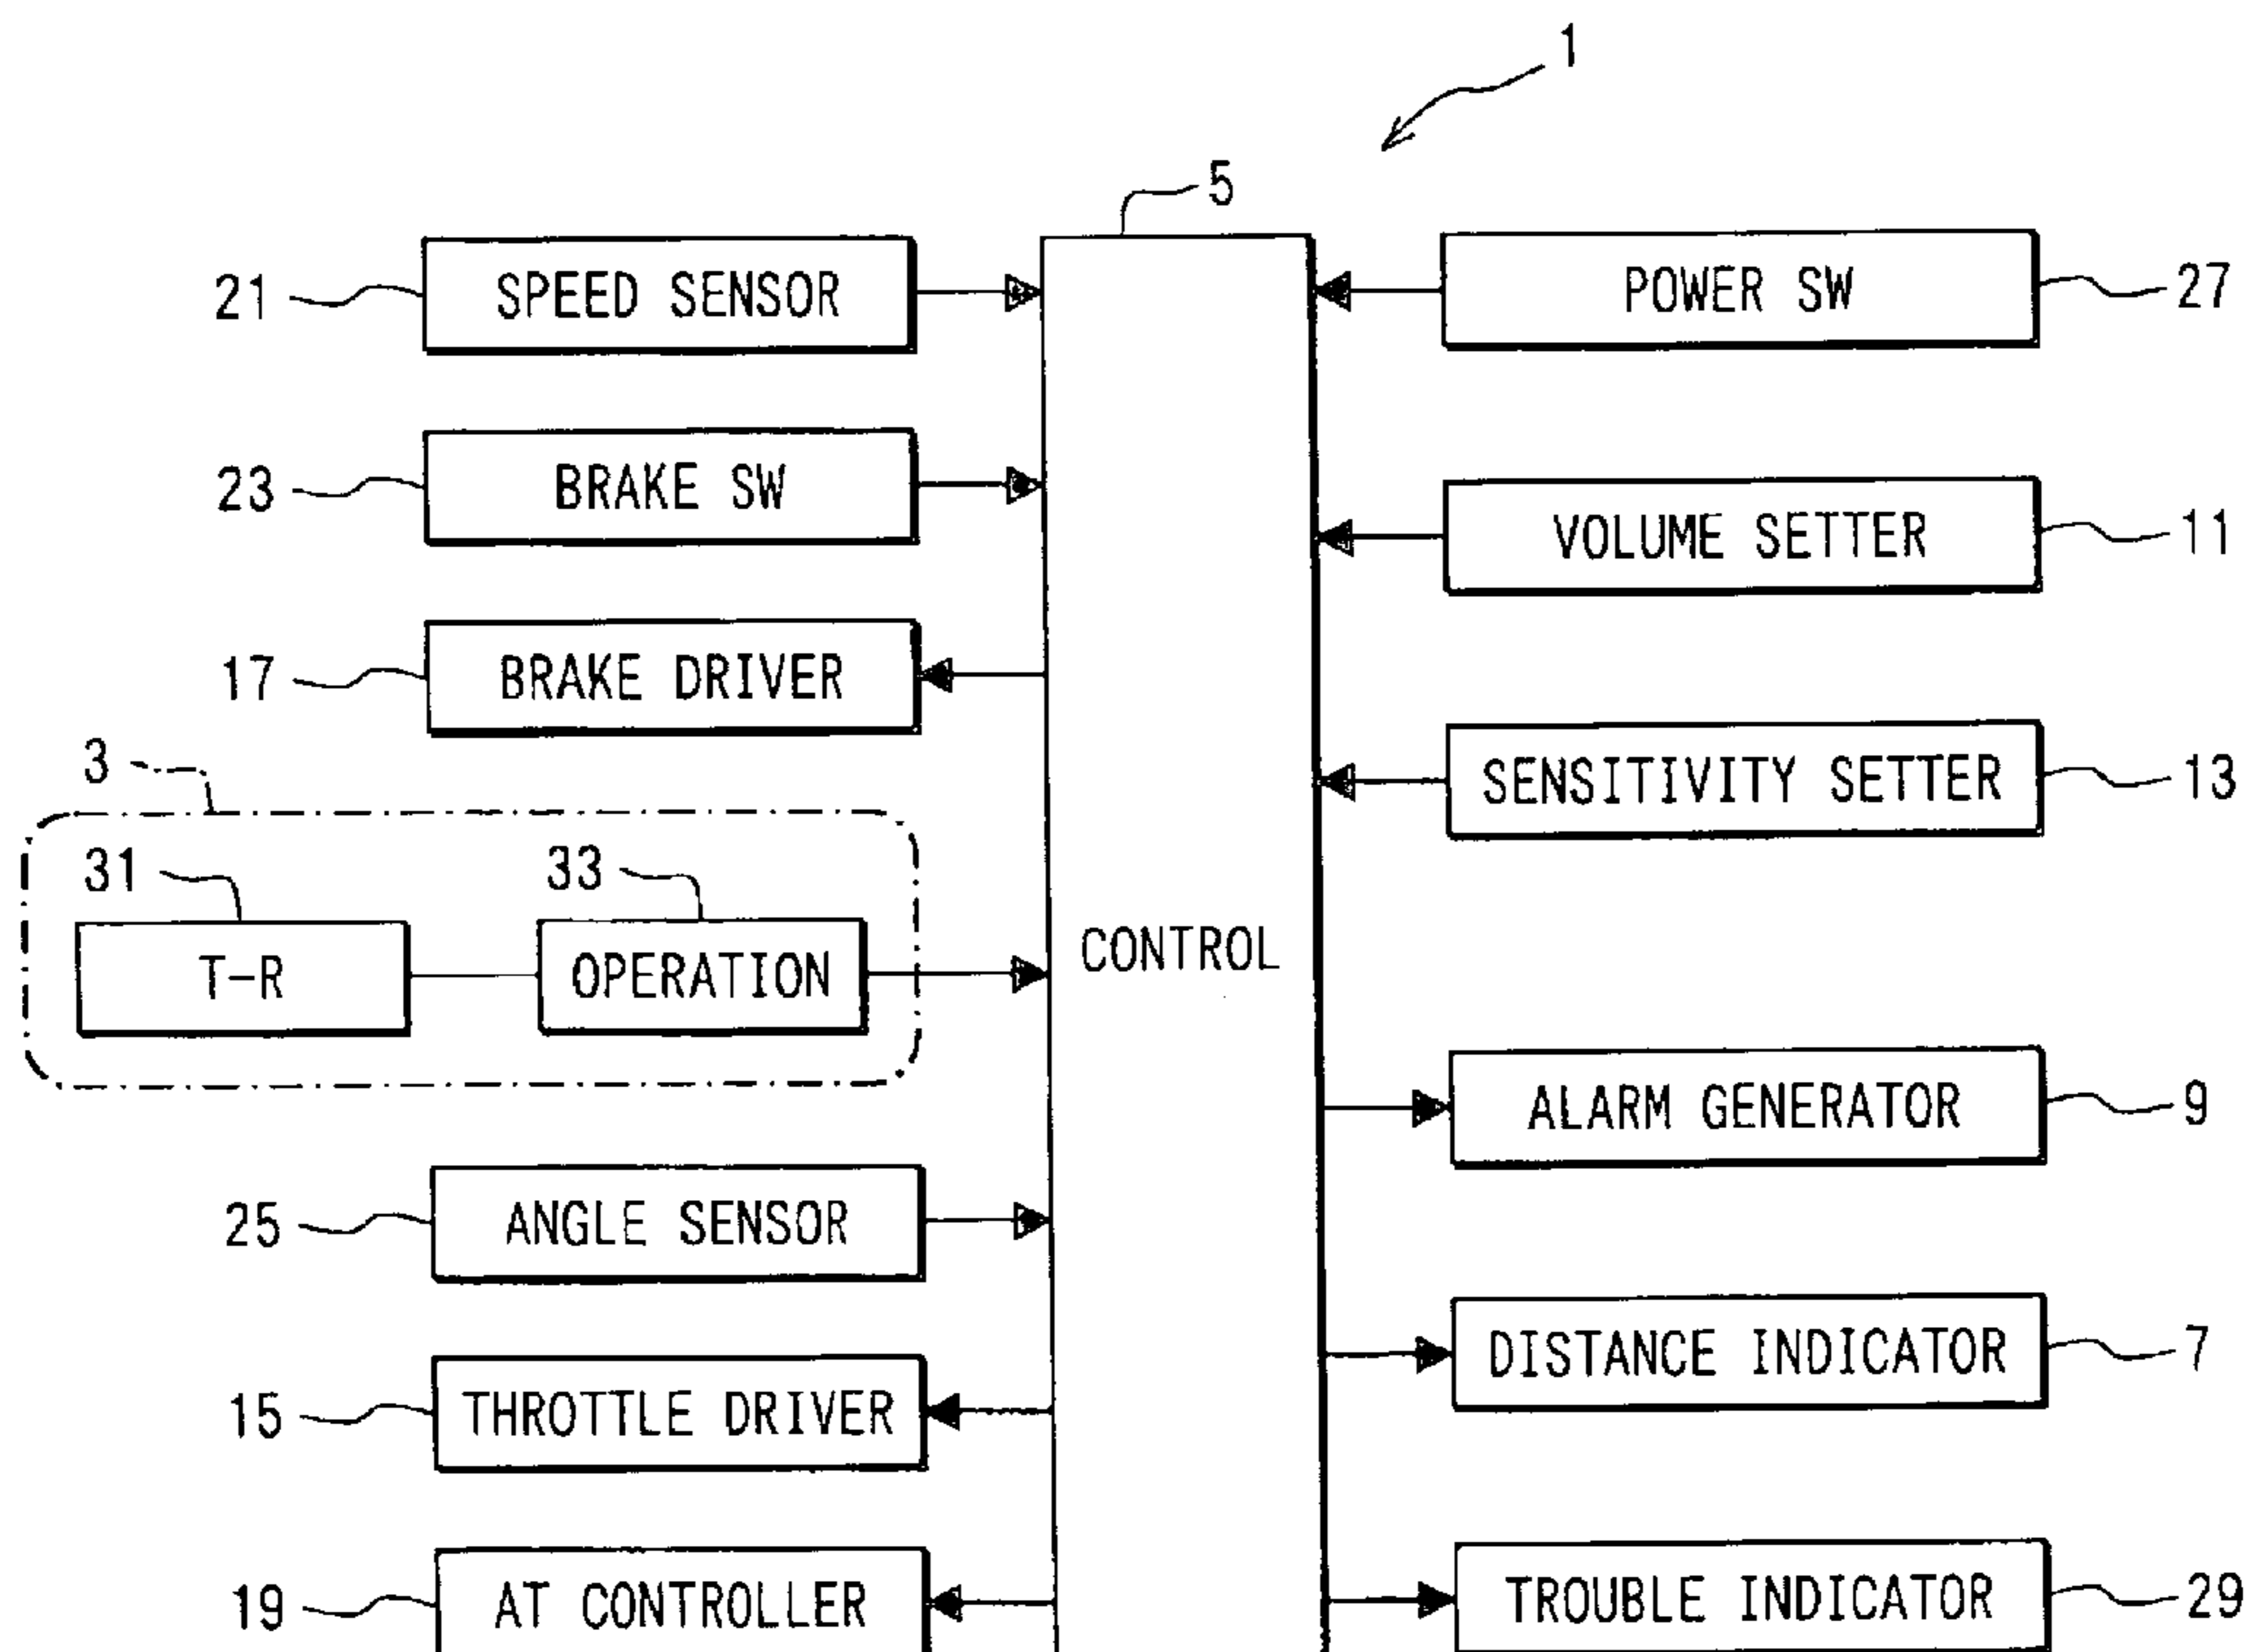 1
5
21 SPEED SENSOR
POWER SW 27
23 BRAKE SW
VOLUME SETTER 11
17 BRAKE DRIVER
3
SENSITIVITY SETTER 13
31 33
T-R OPERATION
CONTROL
ALARM GENERATOR 9
25 ANGLE SENSOR
DISTANCE INDICATOR 7
15 THROTTLE DRIVER
19 AT CONTROLLER
TROUBLE INDICATOR 29